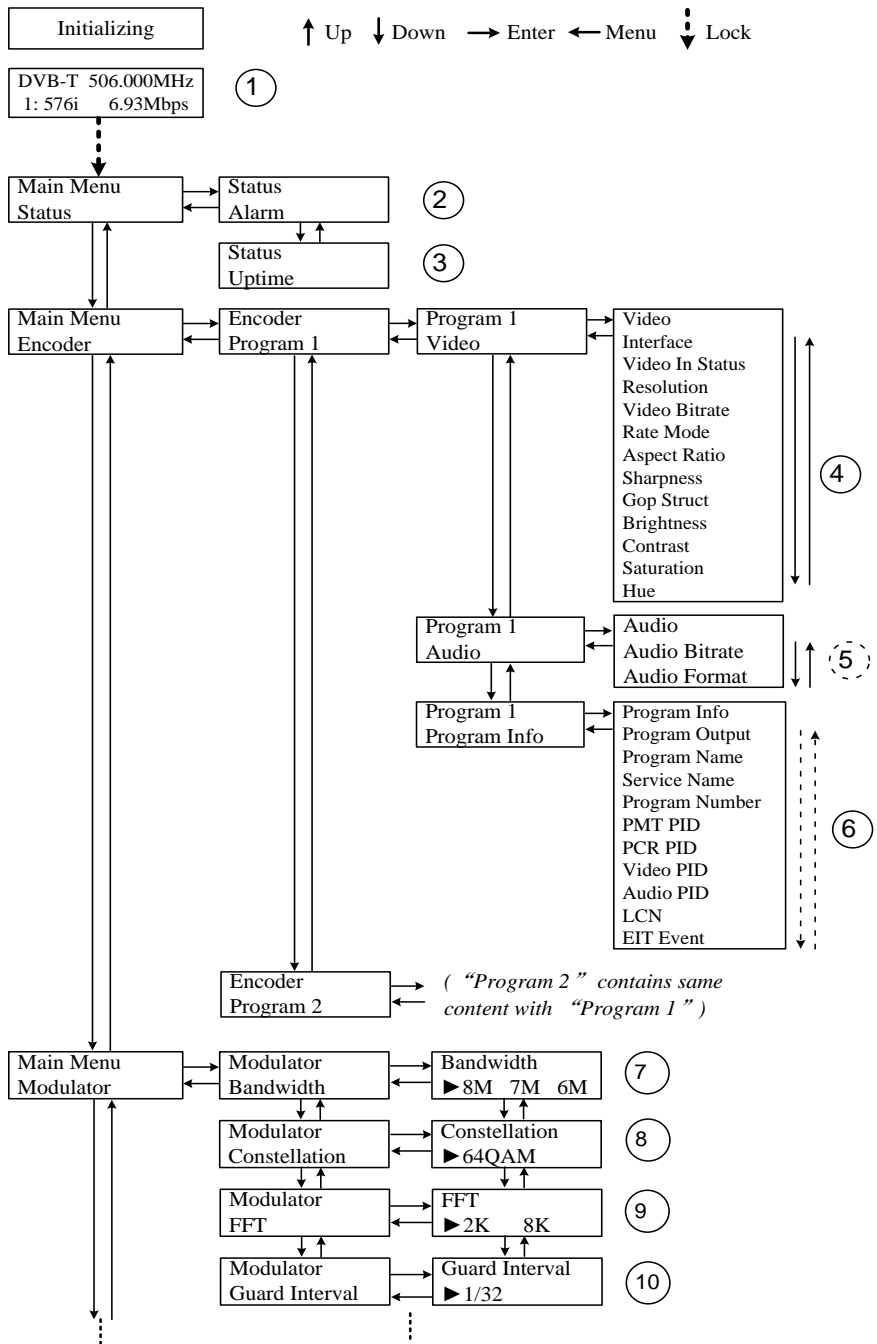 Initializing
Up Down Enter Menu Lock
DVB-T 506.000MHz
1: 576i 6.93Mbps
1
Main Menu
Status
Status
Alarm
2
Status
Uptime
3
Main Menu
Encoder
Encoder
Program 1
Program 1
Video
Video
Interface
Video In Status
Resolution
Video Bitrate
Rate Mode
Aspect Ratio
Sharpness
Gop Struct
Brightness
Contrast
Saturation
Hue
4
Program 1
Audio
Audio
Audio Bitrate
Audio Format
5
Program 1
Program Info
Program Info
Program Output
Program Name
Service Name
Program Number
PMT PID
PCR PID
Video PID
Audio PID
LCN
EIT Event
6
Encoder
Program 2
( “Program 2” contains same
content with “Program 1” )
Main Menu
Modulator
Modulator
Bandwidth
Bandwidth
►8M 7M 6M
7
Modulator
Constellation
Constellation
►64QAM
8
Modulator
FFT
FFT
►2K 8K
9
Modulator
Guard Interval
Guard Interval
►1/32
10